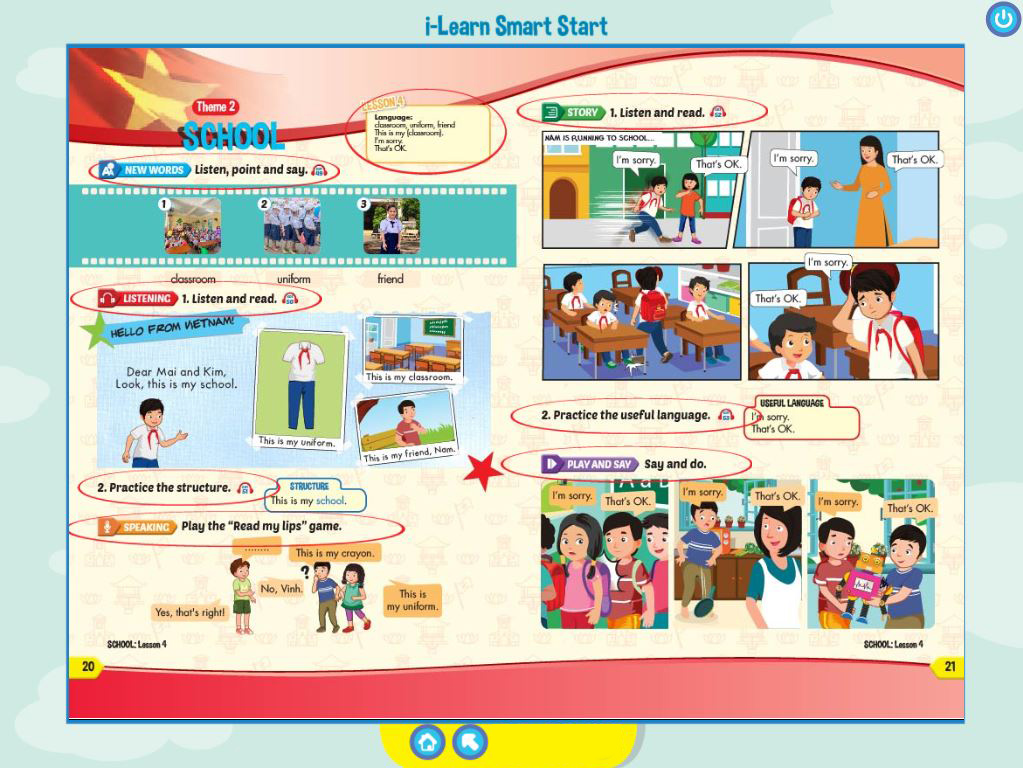 i-Learn Smart Start
Theme 2
SCHOOL
LESSON 4
Language:
classroom, uniform, friend
This is my (classroom).
I'm sorry.
That's OK.
NEW WORDS Listen, point and say.
1
2
3
classroom
uniform
friend
LISTENING 1. Listen and read.
HELLO FROM VIETNAM!
Dear Mai and Kim,
Look, this is my school.
This is my uniform.
This is my classroom.
This is my friend, Nam.
2. Practice the structure.
STRUCTURE
This is my school.
SPEAKING Play the "Read my lips" game.
........
This is my crayon.
?
No, Vinh.
Yes, that's right!
This is
my uniform.
SCHOOL: Lesson 4
20
STORY 1. Listen and read.
NAM IS RUNNING TO SCHOOL...
I'm sorry.
That's OK.
I'm sorry.
That's OK.
I'm sorry.
That's OK.
2. Practice the useful language.
USEFUL LANGUAGE
I'm sorry.
That's OK.
PLAY AND SAY Say and do.
I'm sorry.
That's OK.
I'm sorry.
That's OK.
I'm sorry.
That's OK.
SCHOOL: Lesson 4
21